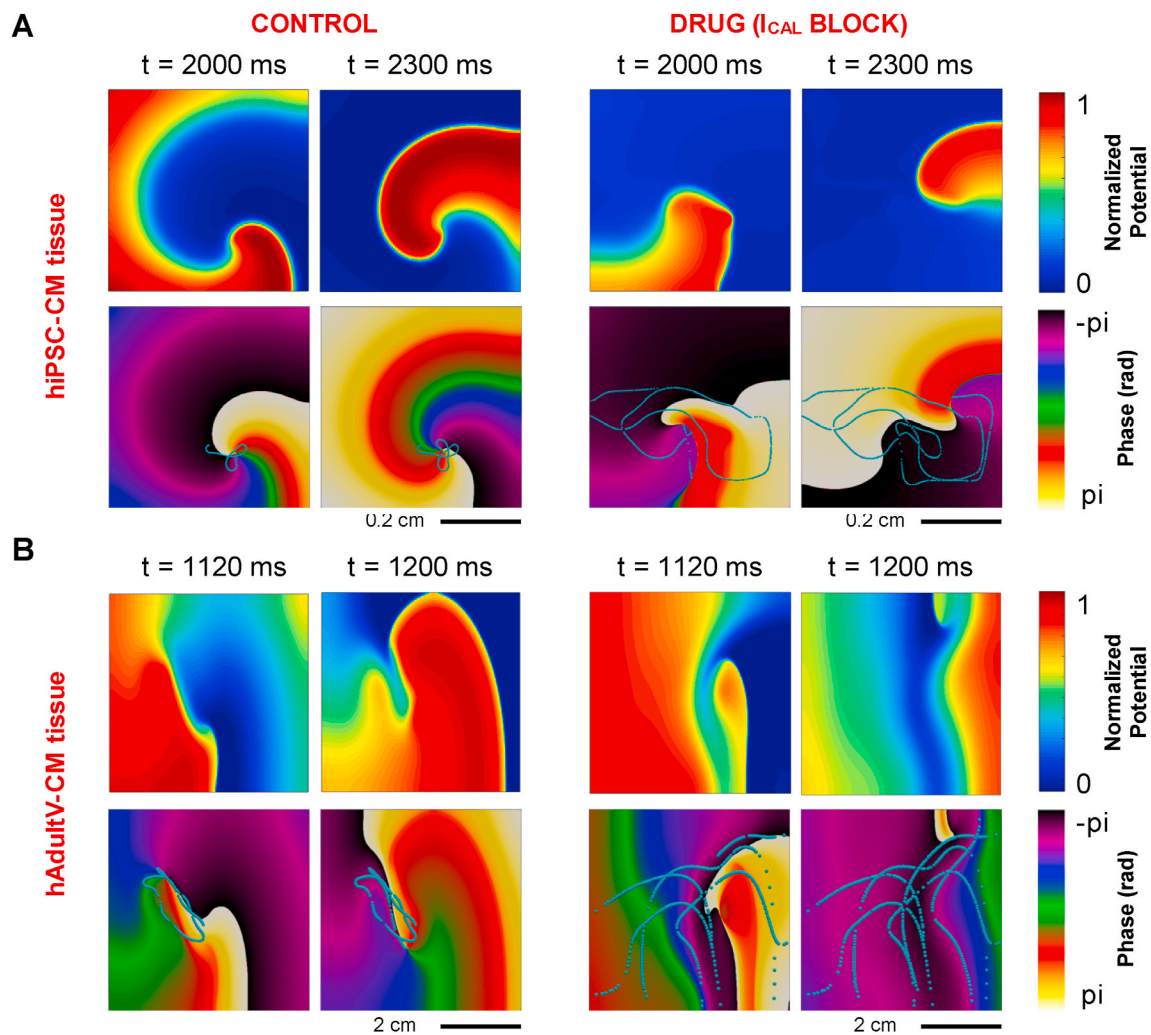 A
CONTROL
DRUG (ICAL BLOCK)
t = 2000 ms
t = 2300 ms
t = 2000 ms
t = 2300 ms
hiPSC-CM tissue
1
Normalized
Potential
0
-pi
Phase (rad)
pi
0.2 cm
0.2 cm
B
t = 1120 ms
t = 1200 ms
t = 1120 ms
t = 1200 ms
hAdultV-CM tissue
1
Normalized
Potential
0
-pi
Phase (rad)
pi
2 cm
2 cm